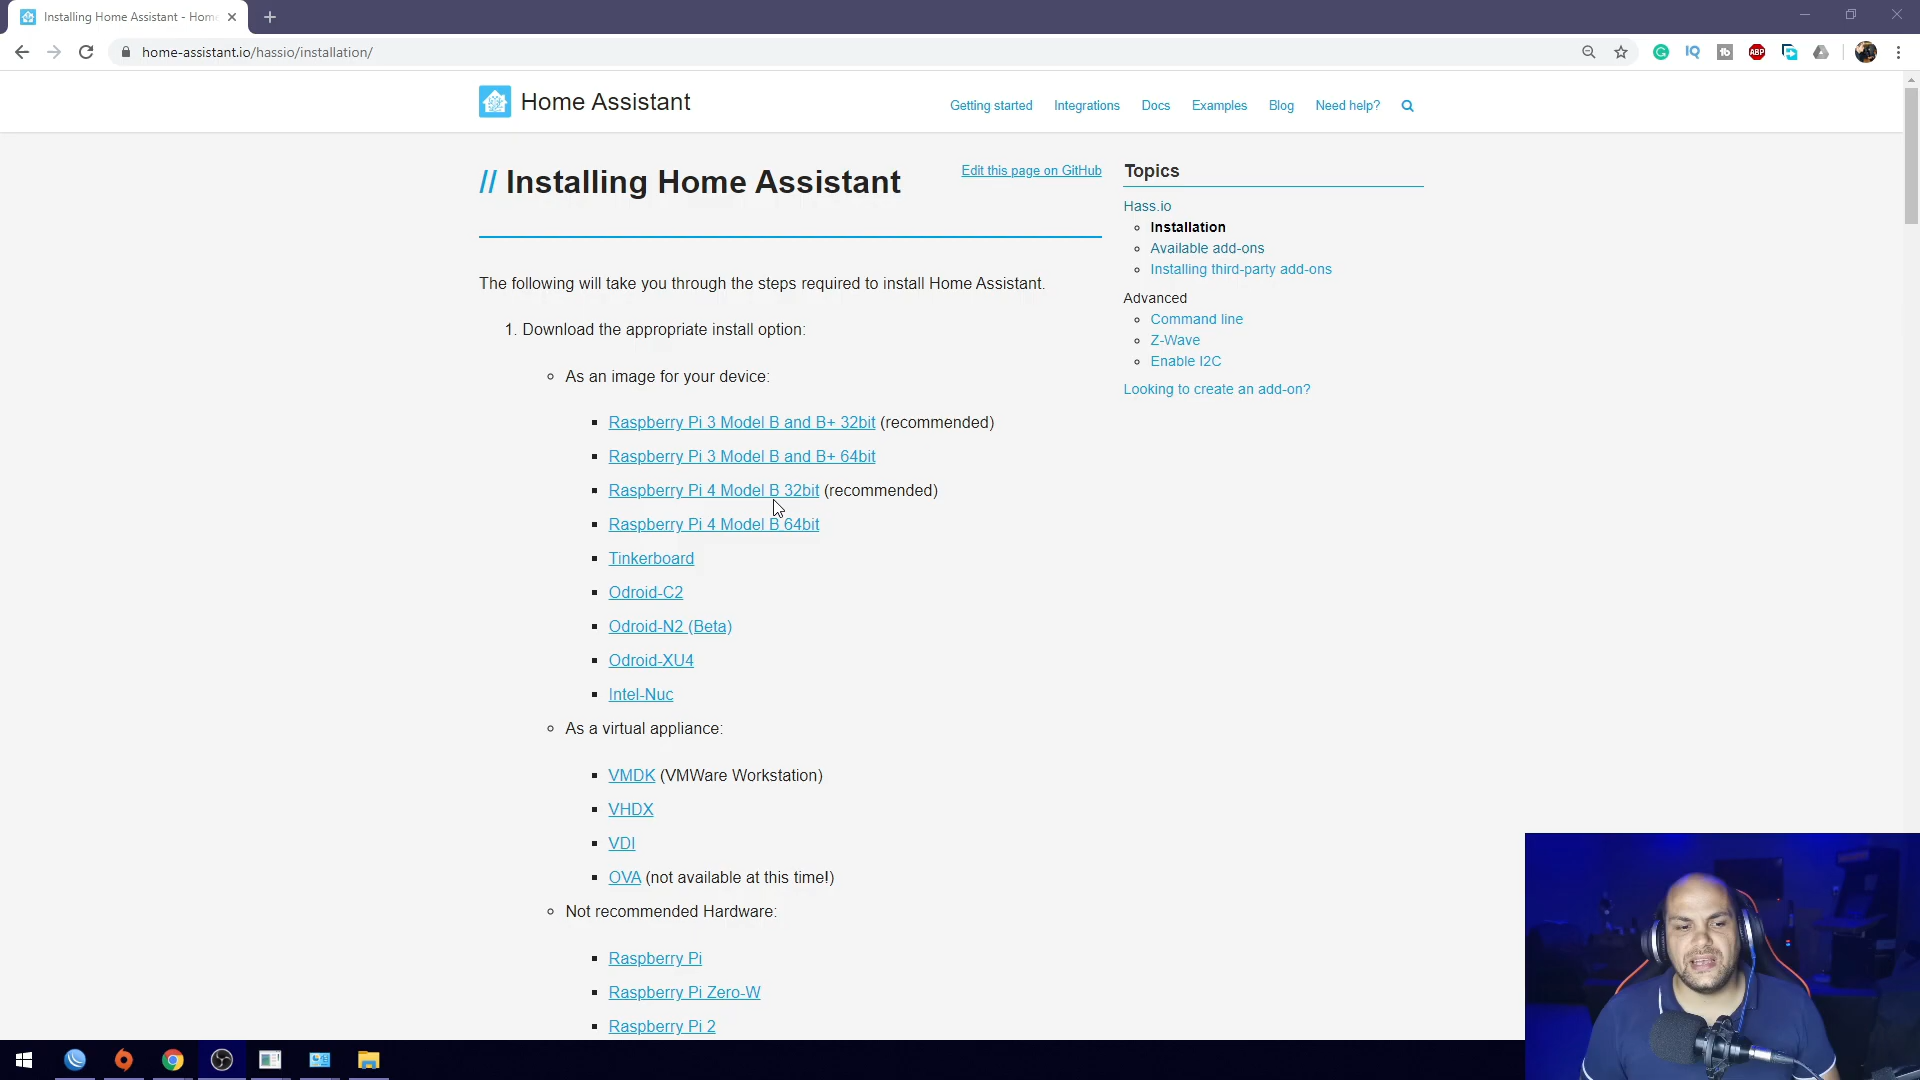 Installing Home Assistant - Home
home-assistant.io/hassio/installation/
IQ
tb
ABP
Home Assistant
Getting started
Integrations
Docs
Examples
Blog
Need help?
// Installing Home Assistant
Edit this page on GitHub
The following will take you through the steps required to install Home Assistant.
1. Download the appropriate install option:
As an image for your device:
Raspberry Pi 3 Model B and B+ 32bit (recommended)
Raspberry Pi 3 Model B and B+ 64bit
Raspberry Pi 4 Model B 32bit (recommended)
Raspberry Pi 4 Model B 64bit
Tinkerboard
Odroid-C2
Odroid-N2 (Beta)
Odroid-XU4
Intel-Nuc
As a virtual appliance:
VMDK (VMWare Workstation)
VHDX
VDI
OVA (not available at this time!)
Not recommended Hardware:
Raspberry Pi
Raspberry Pi Zero-W
Raspberry Pi 2
Topics
Hass.io
Installation
Available add-ons
Installing third-party add-ons
Advanced
Command line
Z-Wave
Enable I2C
Looking to create an add-on?